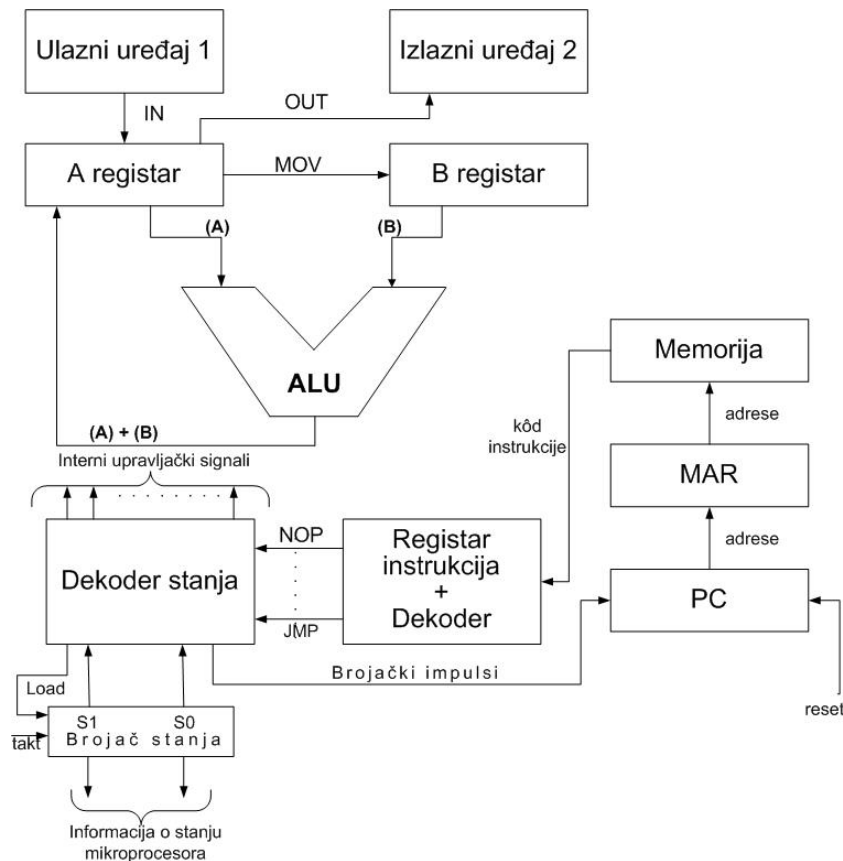 Ulazni uređaj 1
Izlazni uređaj 2
IN
OUT
A registar
MOV
B registar
(A)
(B)
ALU
Memorija
(A) + (B)
kôd
instrukcije
adrese
Interni upravljački signali
MAR
adrese
Dekoder stanja
NOP
JMP
Registar
instrukcija
+
Dekoder
PC
Brojački impulsi
Load
reset
S1
S0
takt
Brojač stanja
Informacija o stanju
mikroprocesora